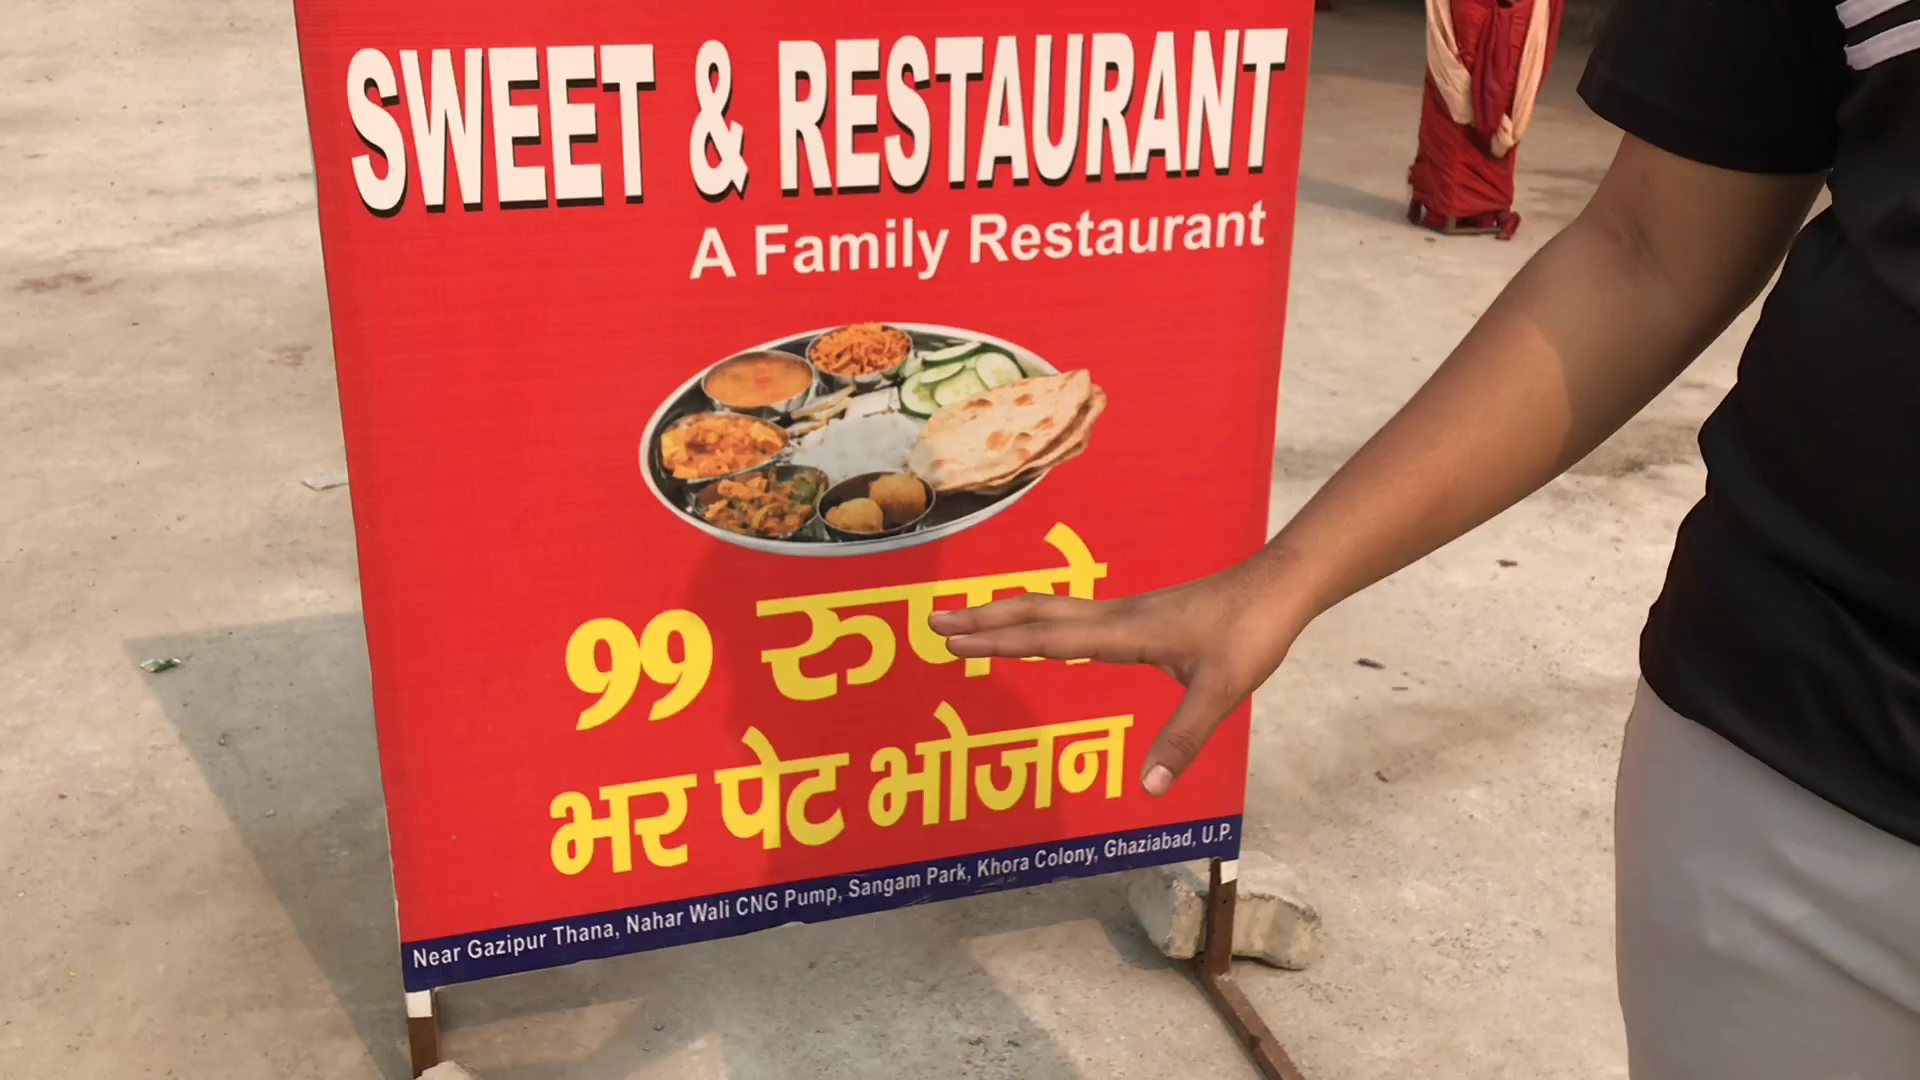 SWEET & RESTAURANT
A Family Restaurant
99 रुपये
भर पेट भोजन
Near Gazipur Thana, Nahar Wali CNG Pump, Sangam Park, Khora Colony, Ghaziabad, U.P.